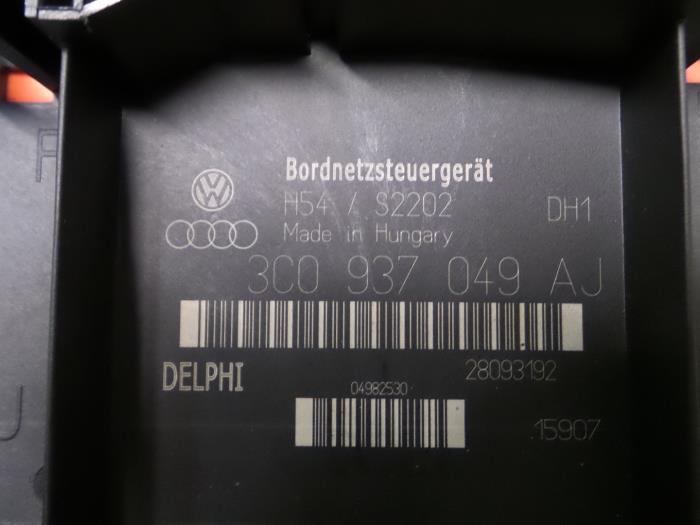 Bordnetzsteuergerät
H54 / S2202 DH1
Made in Hungary
3C0 937 049 AJ
DELPHI 28093192
04982530
15907